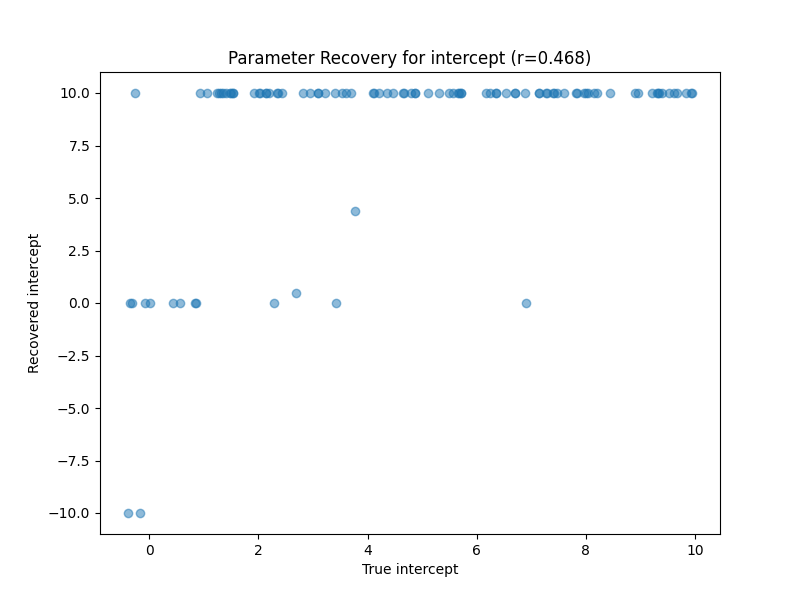 Parameter Recovery for intercept (r=0.468)
Recovered intercept
10.0
7.5
5.0
2.5
0.0
−2.5
−5.0
−7.5
−10.0
0 2 4 6 8 10
True intercept